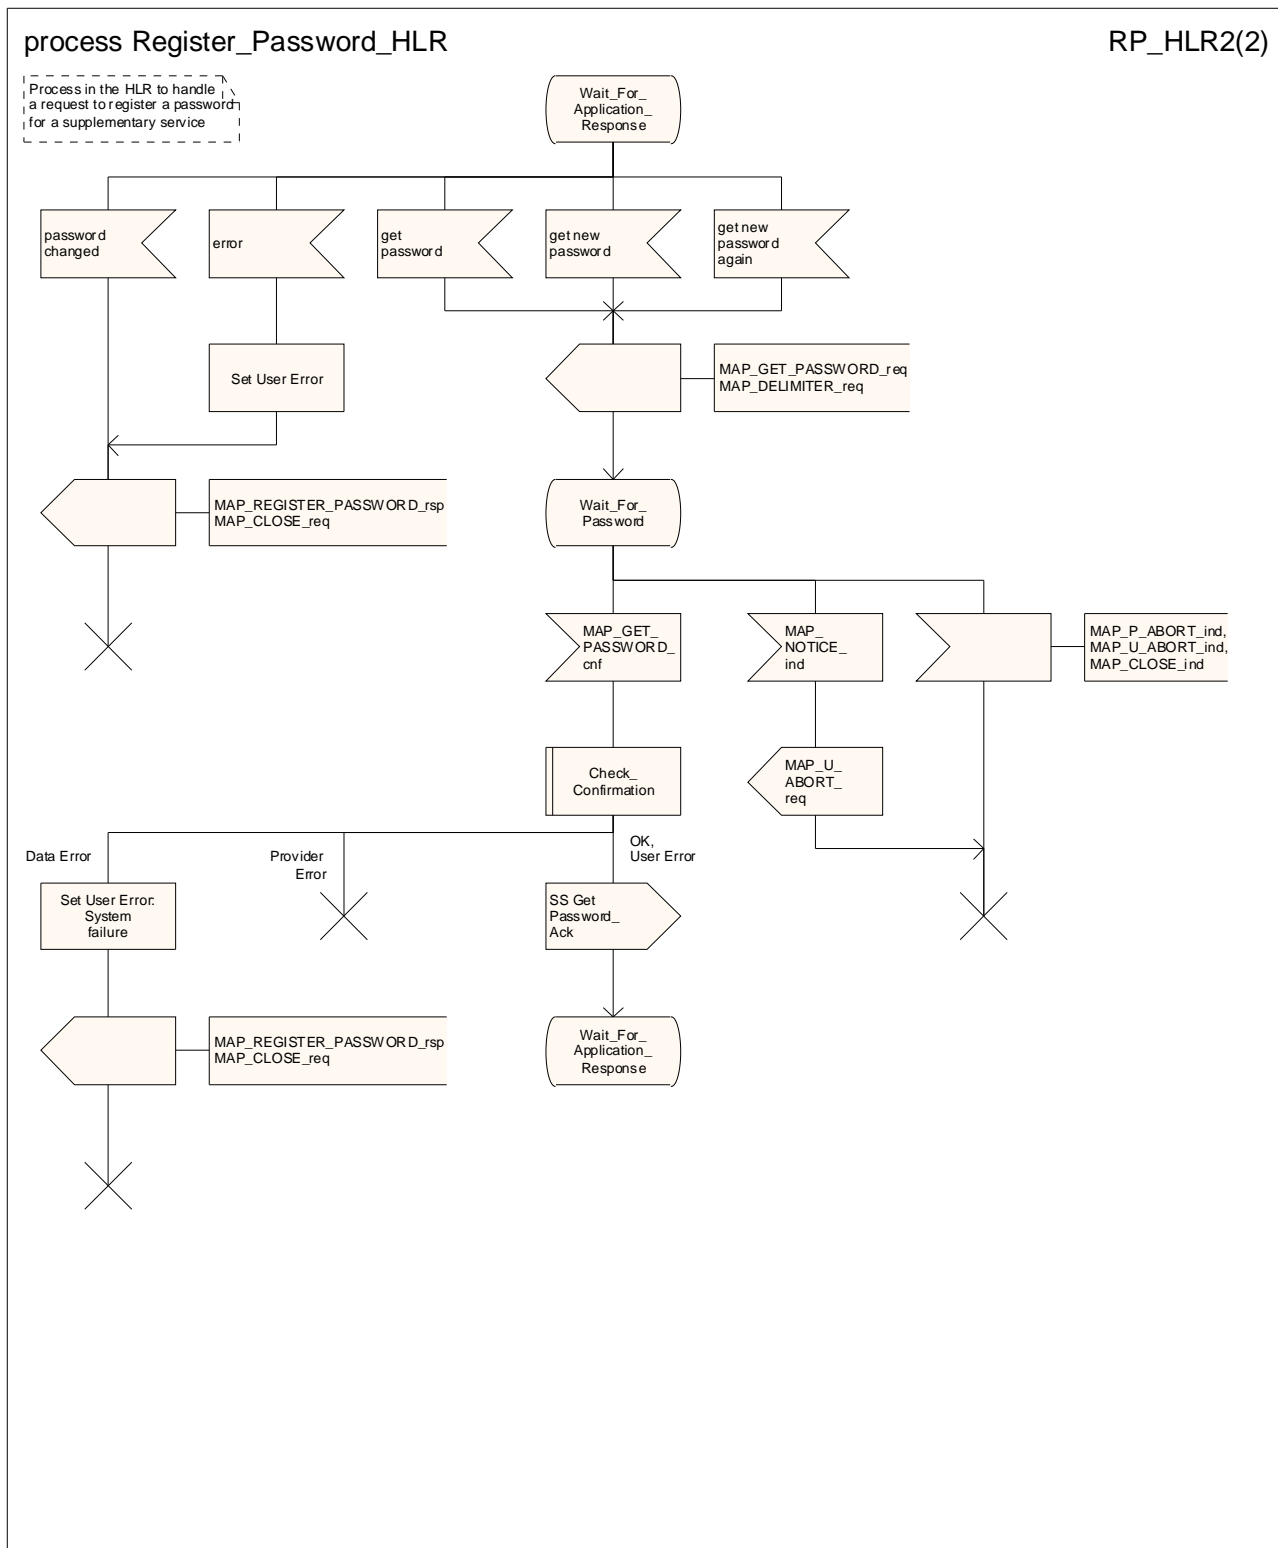 process Register_Password_HLR
RP_HLR2(2)
Process in the HLR to handle
a request to register a password
for a supplementary service
Wait_For_
Application_
Response
password
changed
error
get
password
get new
password
get new
password
again
Set User Error
MAP_GET_PASSWORD_req
MAP_DELIMITER_req
MAP_REGISTER_PASSWORD_rsp
MAP_CLOSE_req
Wait_For_
Password
MAP_GET_
PASSWORD_
cnf
MAP_
NOTICE_
ind
MAP_P_ABORT_ind,
MAP_U_ABORT_ind,
MAP_CLOSE_ind
Check_
Confirmation
MAP_U_
ABORT_
req
Data Error
Provider
Error
OK,
User Error
Set User Error:
System
failure
SS Get
Password_
Ack
MAP_REGISTER_PASSWORD_rsp
MAP_CLOSE_req
Wait_For_
Application_
Response